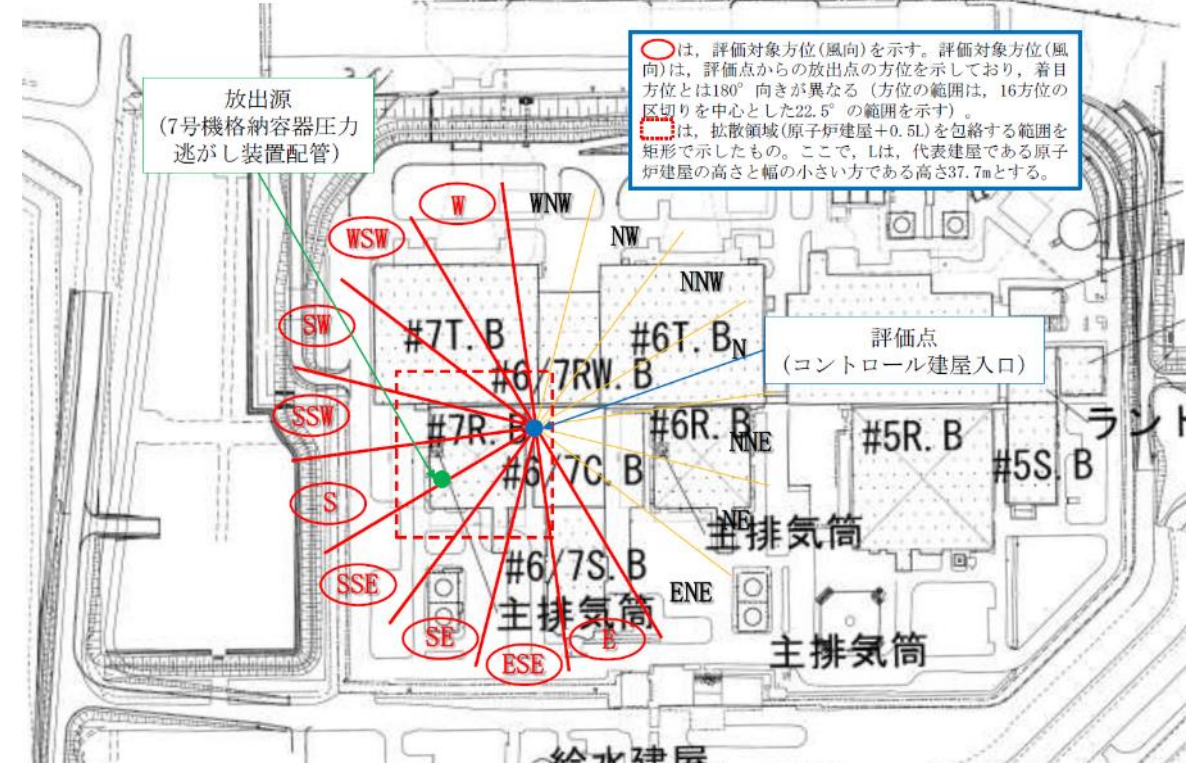 ○は，評価対象方位(風向)を示す。評価対象方位(風
向)は，評価点からの放出点の方位を示しており，着目
方位とは180°向きが異なる（方位の範囲は，16方位の
区切りを中心とした22.5°の範囲を示す）。
は，拡散領域(原子炉建屋＋0.5L)を包絡する範囲を
矩形で示したもの。ここで，Lは，代表建屋である原子
炉建屋の高さと幅の小さい方である高さ37.7mとする。
放出源
(7号機格納容器圧力
逃がし装置配管)
W
WNW
WSW
NW
NNW
SW
#7T. B
#6T. B
N
評価点
(コントロール建屋入口)
#6/7RW. B
SSW
#7R. B
#6R. B
NNE
#5R. B
ランド
#6/7C. B
#5S. B
S
NE
主排気筒
SSE
#6/7S. B
ENE
主排気筒
SE
ESE
E
主排気筒
給水建屋